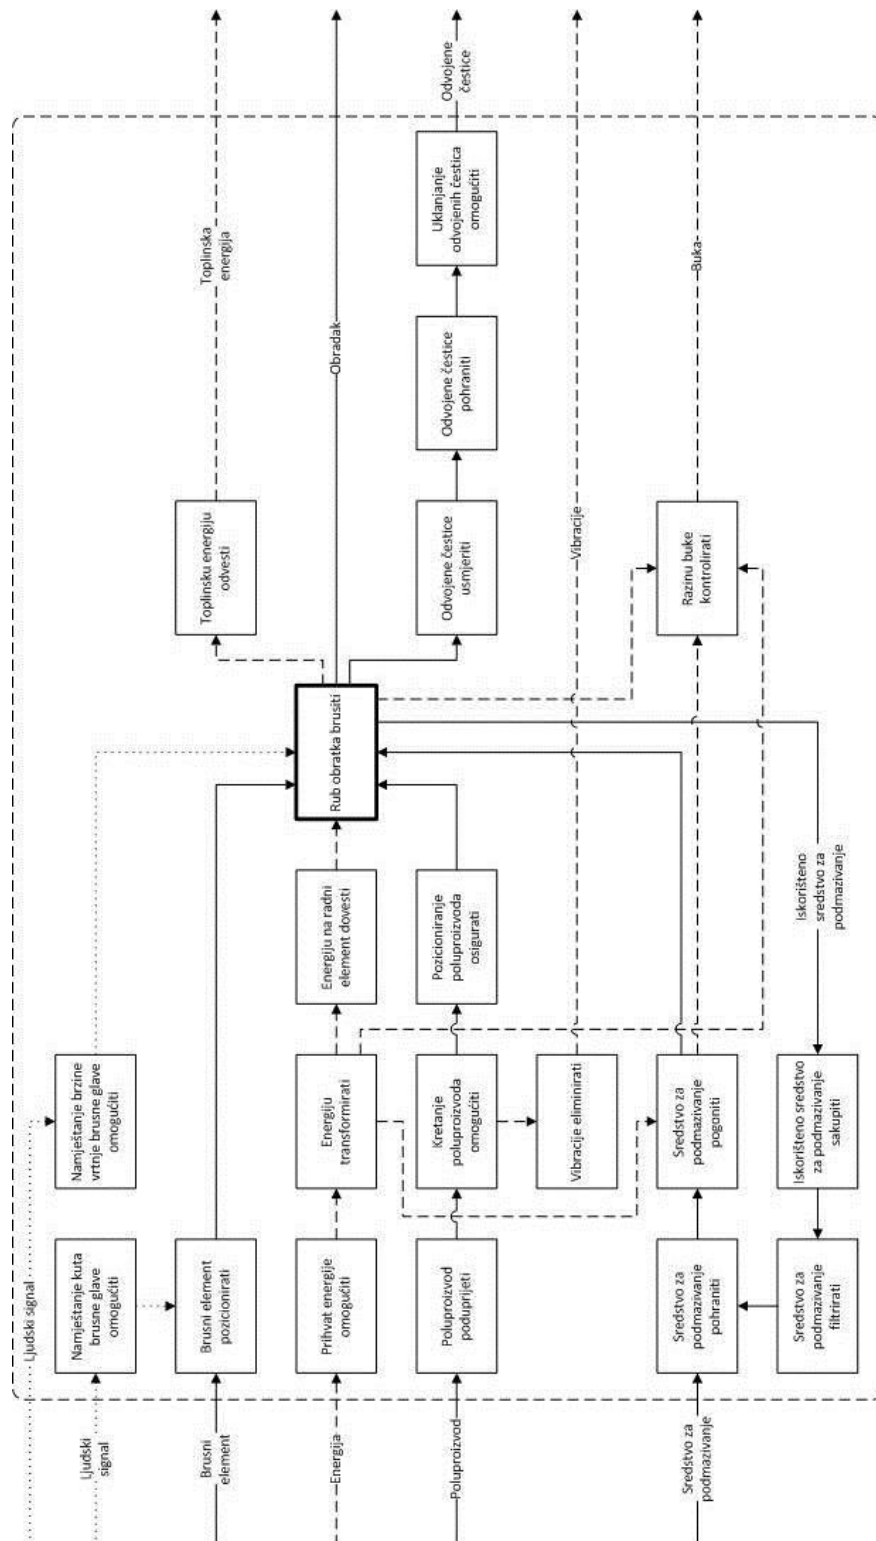 Ljudski signal
Ljudski
signal
Namještanje kuta
brusne glave
omogućiti
Namještanje brzine
vrtnje brusne glave
omogućiti
Brusni
element
Brusni element
pozicionirati
Toplinsku energiju
odvesti
Toplinska
energija
Energija
Prihvat energije
omogućiti
Energiju
transformirati
Energiju na radni
element dovesti
Rub obratka brusiti
Obradak
Poluproizvod
Poluproizvod
poduprijeti
Kretanje
poluproizvoda
omogućiti
Pozicioniranje
poluproizvoda
osigurati
Odvojene čestice
usmjeriti
Odvojene čestice
pohraniti
Uklanjanje
odvojenih čestica
omogućiti
Odvojene
čestice
Vibracije eliminirati
Vibracije
Sredstvo za
podmazivanje
Sredstvo za
podmazivanje
pohraniti
Sredstvo za
podmazivanje
pogoniti
Razinu buke
kontrolirati
Buka
Sredstvo za
podmazivanje
filtrirati
Iskorišteno sredstvo
za podmazivanje
sakupiti
Iskorišteno
sredstvo za
podmazivanje